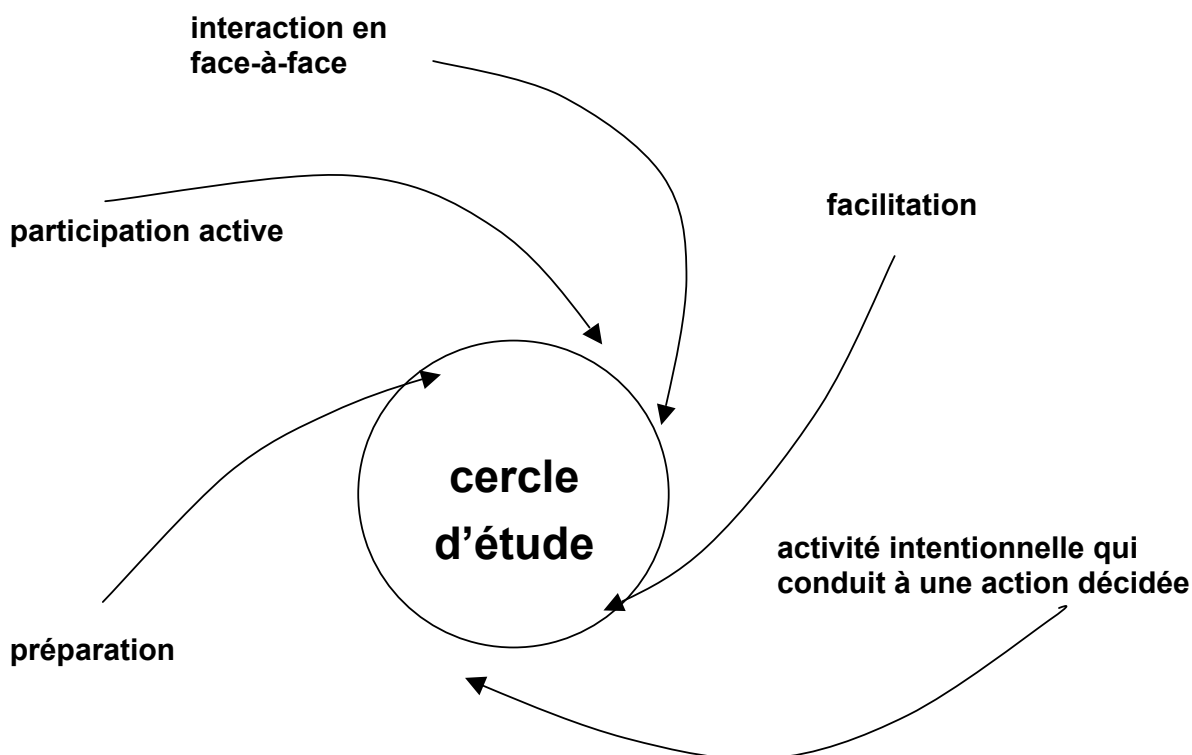 interaction en
face-à-face
participation active
facilitation
cercle
d’étude
activité intentionnelle qui
conduit à une action décidée
préparation